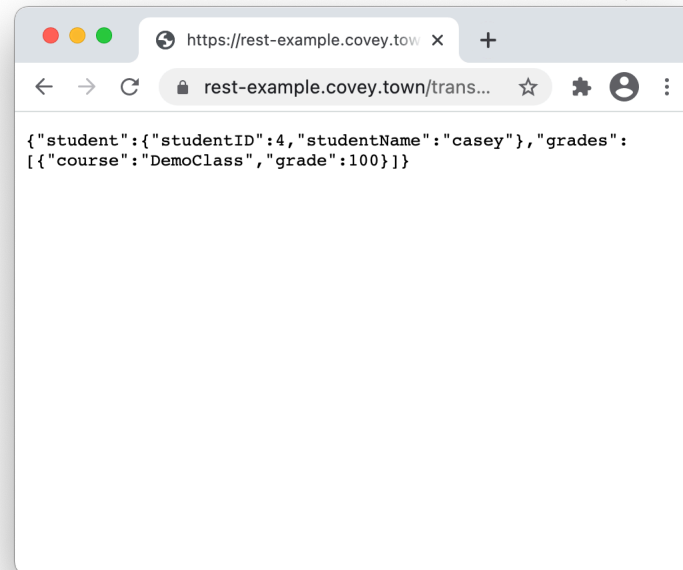 https://rest-example.covey.tow
rest-example.covey.town/trans...
{"student":{"studentID":4,"studentName":"casey"},"grades":
[{"course":"DemoClass","grade":100}]}